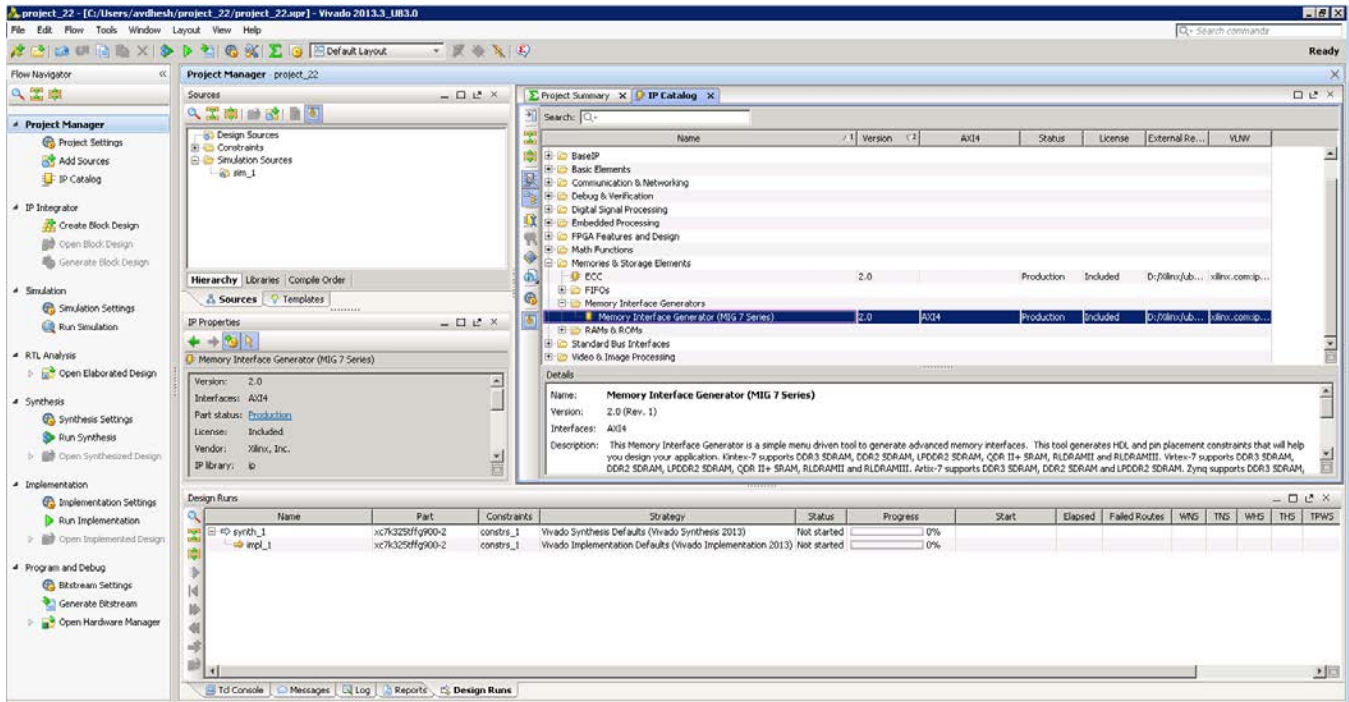 project_22 - [C:/Users/avdhesh/project_22/project_22.xpr] - Vivado 2013.3_UB3.0
File Edit Flow Tools Window Layout View Help
Search commands
Default Layout
Ready
Flow Navigator
Project Manager
Project Settings
Add Sources
IP Catalog
IP Integrator
Create Block Design
Open Block Design
Generate Block Design
Simulation
Simulation Settings
Run Simulation
RTL Analysis
Open Elaborated Design
Synthesis
Synthesis Settings
Run Synthesis
Open Synthesized Design
Implementation
Implementation Settings
Run Implementation
Open Implemented Design
Program and Debug
Bitstream Settings
Generate Bitstream
Open Hardware Manager
Project Manager - project_22
Sources
Design Sources
Constraints
Simulation Sources
sim_1
Hierarchy Libraries Compile Order
Sources Templates
IP Properties
Memory Interface Generator (MIG 7 Series)
Version: 2.0
Interfaces: AXI4
Part status: Production
License: Included
Vendor: Xilinx, Inc.
IP library: ip
Project Summary IP Catalog
Search:
Name Version AXI4 Status License External Re... VLNV
BaseIP
Basic Elements
Communication & Networking
Debug & Verification
Digital Signal Processing
Embedded Processing
FPGA Features and Design
Math Functions
Memories & Storage Elements
ECC 2.0 Production Included D:/Xilinx/ub... xilinx.com:ip...
FIFOs
Memory Interface Generators
Memory Interface Generator (MIG 7 Series) 2.0 AXI4 Production Included D:/Xilinx/ub... xilinx.com:ip...
RAMs & ROMs
Standard Bus Interfaces
Video & Image Processing
Details
Name: Memory Interface Generator (MIG 7 Series)
Version: 2.0 (Rev. 1)
Interfaces: AXI4
Description: This Memory Interface Generator is a simple menu driven tool to generate advanced memory interfaces. This tool generates HDL and pin placement constraints that will help
you design your application. Kintex-7 supports DDR3 SDRAM, DDR2 SDRAM, LPDDR2 SDRAM, QDR II+ SRAM, RLDRAMII and RLDRAMIII. Virtex-7 supports DDR3 SDRAM,
DDR2 SDRAM, LPDDR2 SDRAM, QDR II+ SRAM, RLDRAMII and RLDRAMIII. Artix-7 supports DDR3 SDRAM, DDR2 SDRAM and LPDDR2 SDRAM. Zynq supports DDR3 SDRAM,
Design Runs
Name Part Constraints Strategy Status Progress Start Elapsed Failed Routes WNS TNS WHS THS TPWS
synth_1 xc7k325tffg900-2 constrs_1 Vivado Synthesis Defaults (Vivado Synthesis 2013) Not started 0%
impl_1 xc7k325tffg900-2 constrs_1 Vivado Implementation Defaults (Vivado Implementation 2013) Not started 0%
Tcl Console Messages Log Reports Design Runs